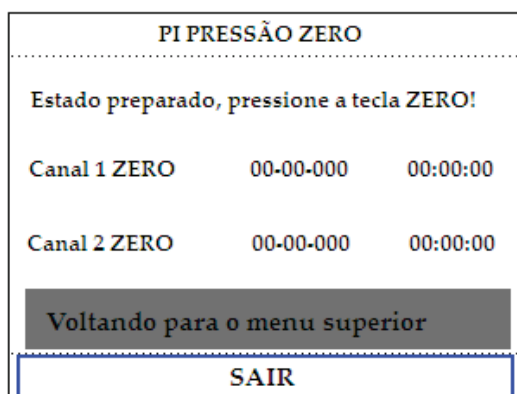 PI PRESSÃO ZERO
Estado preparado, pressione a tecla ZERO!
Canal 1 ZERO 00-00-000 00:00:00
Canal 2 ZERO 00-00-000 00:00:00
Voltando para o menu superior
SAIR